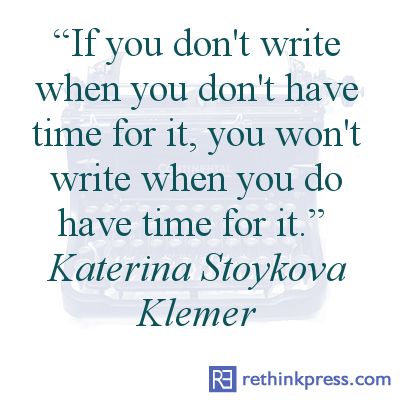 “If you don't write
when you don't have
time for it, you won't
write when you do
have time for it.”
Katerina Stoykova
Klemer
CONTINENTAL
RE rethinkpress.com